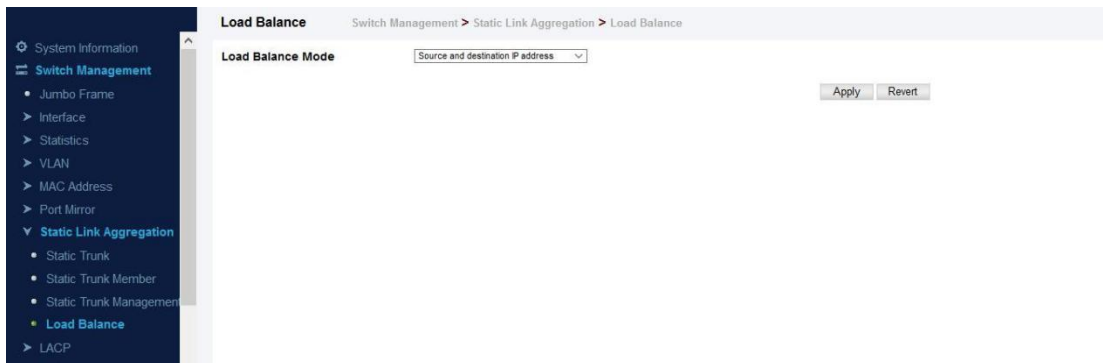 Load Balance
Switch Management > Static Link Aggregation > Load Balance
System Information
Switch Management
Jumbo Frame
Interface
Statistics
VLAN
MAC Address
Port Mirror
Static Link Aggregation
Static Trunk
Static Trunk Member
Static Trunk Management
Load Balance
LACP
Load Balance Mode
Source and destination IP address
Apply
Revert